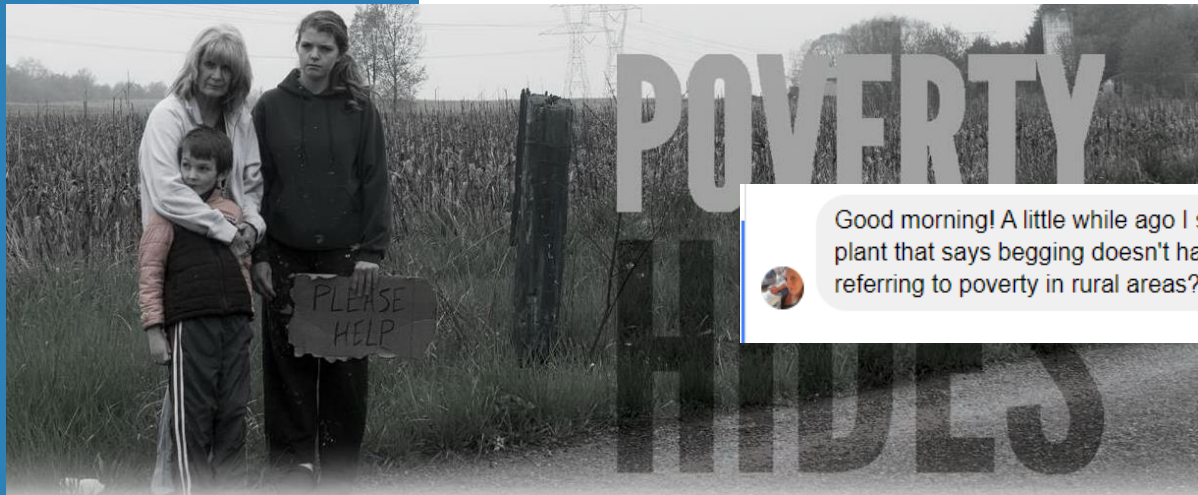 POVERTY
HIDES
PLEASE
HELP
Good morning! A little while ago I
plant that says begging doesn't
referring to poverty in rural areas?